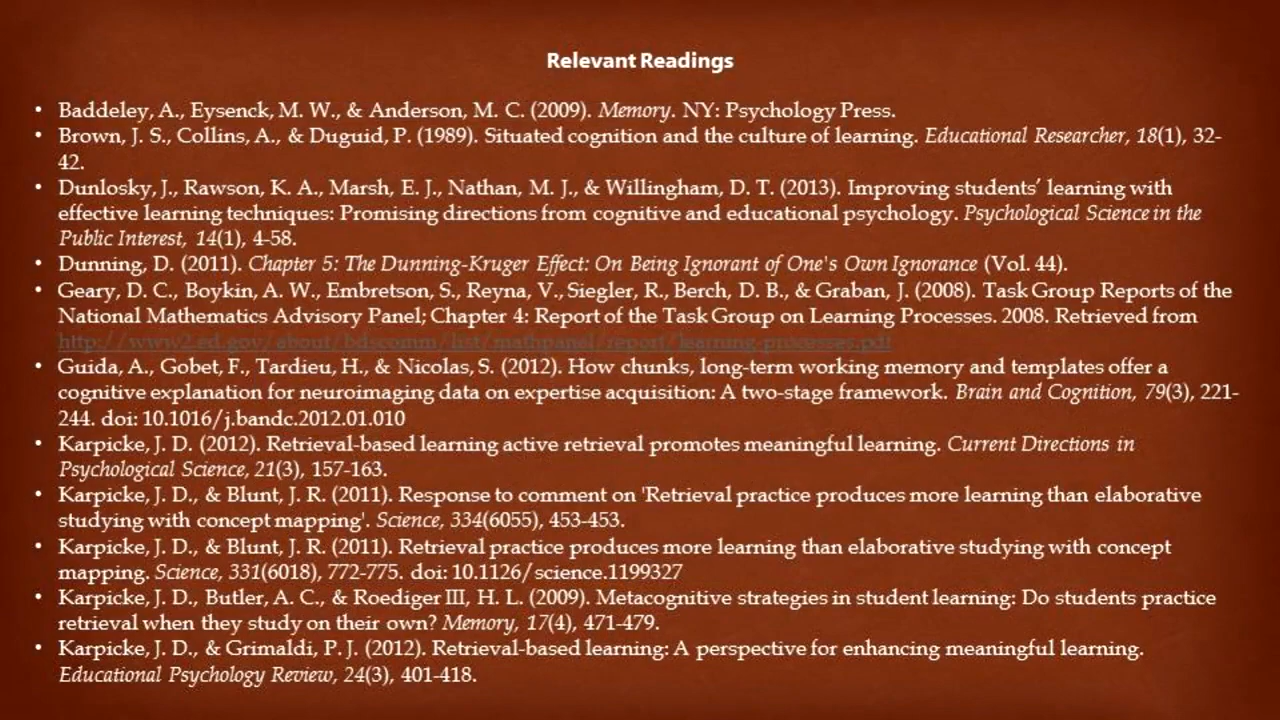 Relevant Readings
• Baddeley, A., Eysenck, M. W., & Anderson, M. C. (2009). Memory. NY: Psychology Press.
• Brown, J. S., Collins, A., & Duguid, P. (1989). Situated cognition and the culture of learning. Educational Researcher, 18(1), 32-
42.
• Dunlosky, J., Rawson, K. A., Marsh, E. J., Nathan, M. J., & Willingham, D. T. (2013). Improving students' learning with
effective learning techniques: Promising directions from cognitive and educational psychology. Psychological Science in the
Public Interest, 14(1), 4-58.
• Dunning, D. (2011). Chapter 5: The Dunning-Kruger Effect: On Being Ignorant of One's Own Ignorance (Vol. 44).
• Geary, D. C., Boykin, A. W., Embretson, S., Reyna, V., Siegler, R., Berch, D. B., & Graban, J. (2008). Task Group Reports of the
National Mathematics Advisory Panel; Chapter 4: Report of the Task Group on Learning Processes. 2008. Retrieved from
http://www2.ed.gov/about/bdscomm/list/mathpanel/report/learning-processes.pdf
• Guida, A., Gobet, F., Tardieu, H., & Nicolas, S. (2012). How chunks, long-term working memory and templates offer a
cognitive explanation for neuroimaging data on expertise acquisition: A two-stage framework. Brain and Cognition, 79(3), 221-
244. doi: 10.1016/j.bandc.2012.01.010
• Karpicke, J. D. (2012). Retrieval-based learning active retrieval promotes meaningful learning. Current Directions in
Psychological Science, 21(3), 157-163.
• Karpicke, J. D., & Blunt, J. R. (2011). Response to comment on 'Retrieval practice produces more learning than elaborative
studying with concept mapping'. Science, 334(6055), 453-453.
• Karpicke, J. D., & Blunt, J. R. (2011). Retrieval practice produces more learning than elaborative studying with concept
mapping. Science, 331(6018), 772-775. doi: 10.1126/science.1199327
• Karpicke, J. D., Butler, A. C., & Roediger III, H. L. (2009). Metacognitive strategies in student learning: Do students practice
retrieval when they study on their own? Memory, 17(4), 471-479.
• Karpicke, J. D., & Grimaldi, P. J. (2012). Retrieval-based learning: A perspective for enhancing meaningful learning.
Educational Psychology Review, 24(3), 401-418.